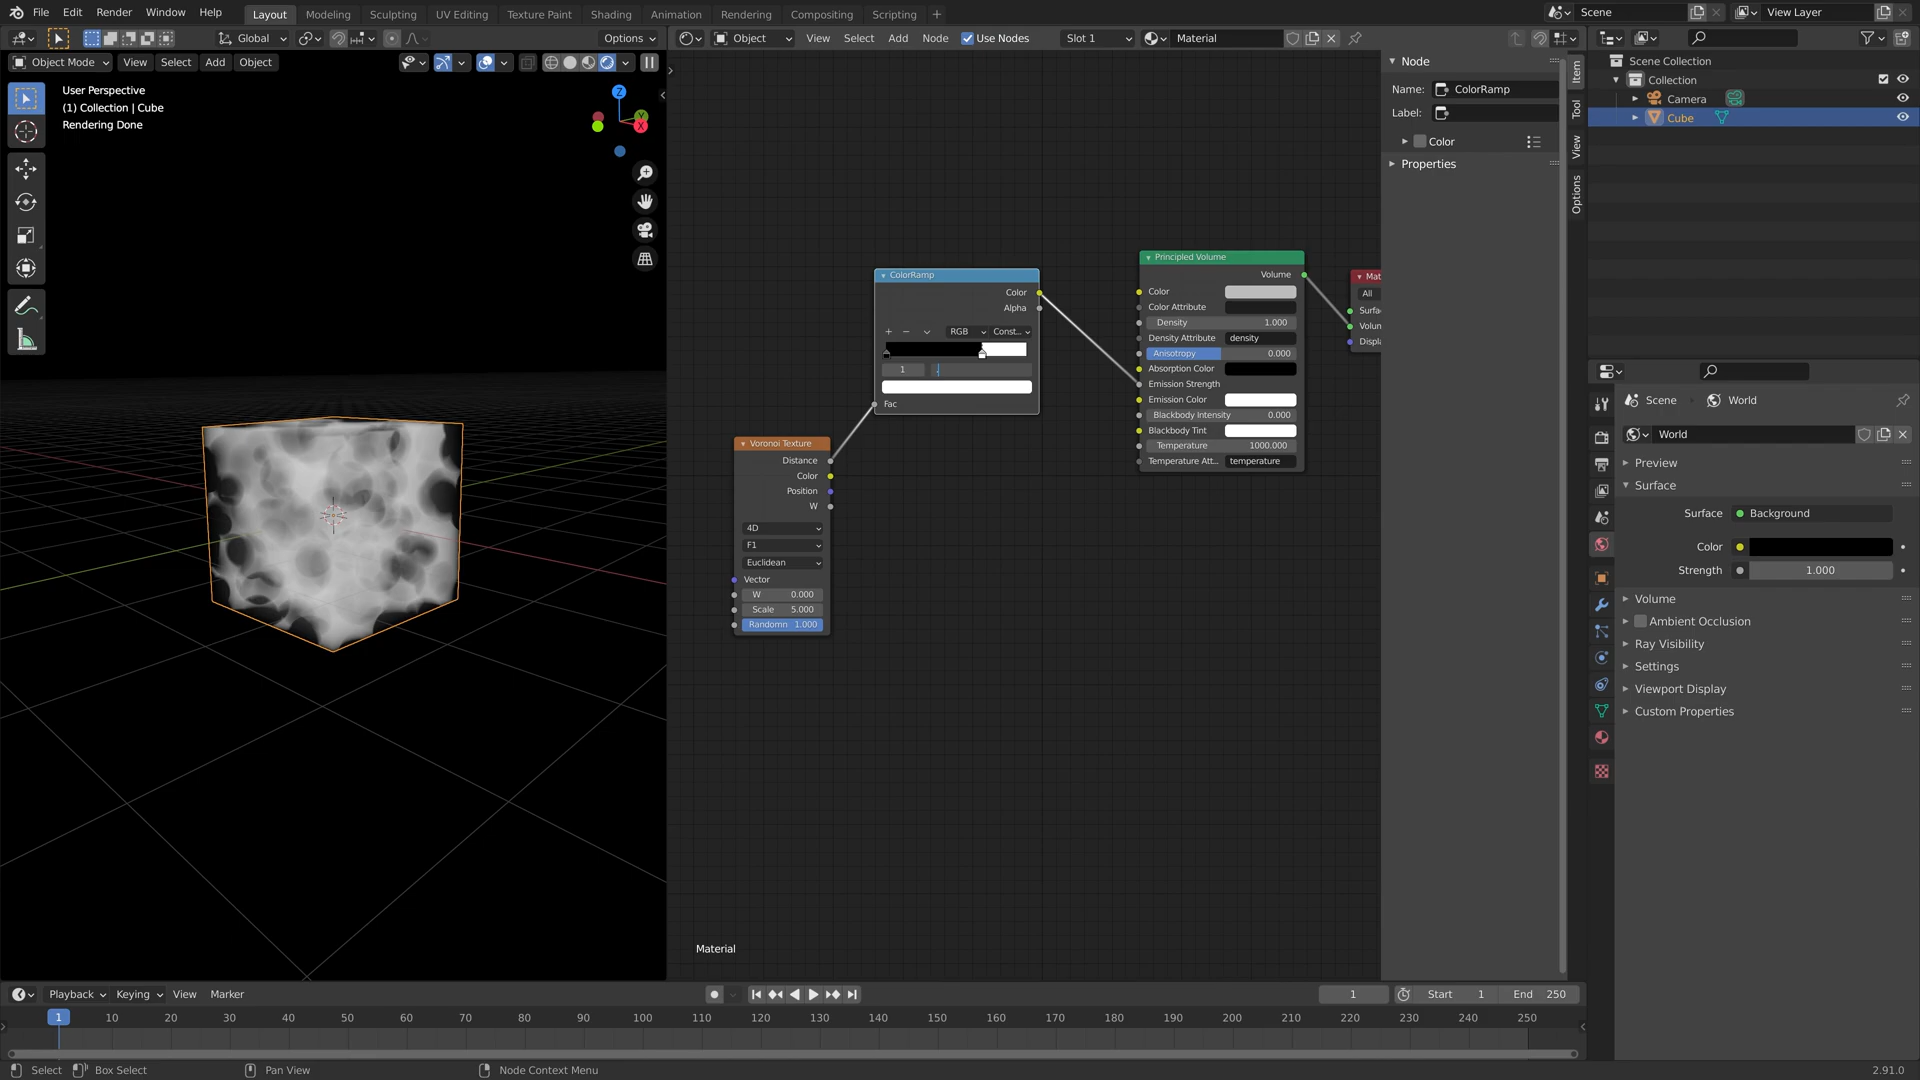 File Edit Render Window Help Layout Modeling Sculpting UV Editing Texture Paint Shading Animation Rendering Compositing Scripting + Scene View Layer
Global Options Object View Select Add Node Use Nodes Slot 1 Material
Object Mode View Select Add Object
User Perspective
(1) Collection | Cube
Rendering Done
Z
Y
X
ColorRamp
Color
Alpha
+ − RGB Const...
1 .
Fac
Voronoi Texture
Distance
Color
Position
W
4D
F1
Euclidean
Vector
W 0.000
Scale 5.000
Randomn 1.000
Principled Volume
Volume
Color
Color Attribute
Density 1.000
Density Attribute density
Anisotropy 0.000
Absorption Color
Emission Strength
Emission Color
Blackbody Intensity 0.000
Blackbody Tint
Temperature 1000.000
Temperature Att... temperature
Mat
All
Surfac
Volun
Displa
Material
Node
Name: ColorRamp
Label:
Color
Properties
Item
Tool
View
Options
Scene Collection
Collection
Camera
Cube
Scene World
World
Preview
Surface
Surface Background
Color
Strength 1.000
Volume
Ambient Occlusion
Ray Visibility
Settings
Viewport Display
Custom Properties
Playback Keying View Marker 1 Start 1 End 250
1 10 20 30 40 50 60 70 80 90 100 110 120 130 140 150 160 170 180 190 200 210 220 230 240 250
Select Box Select Pan View Node Context Menu 2.91.0